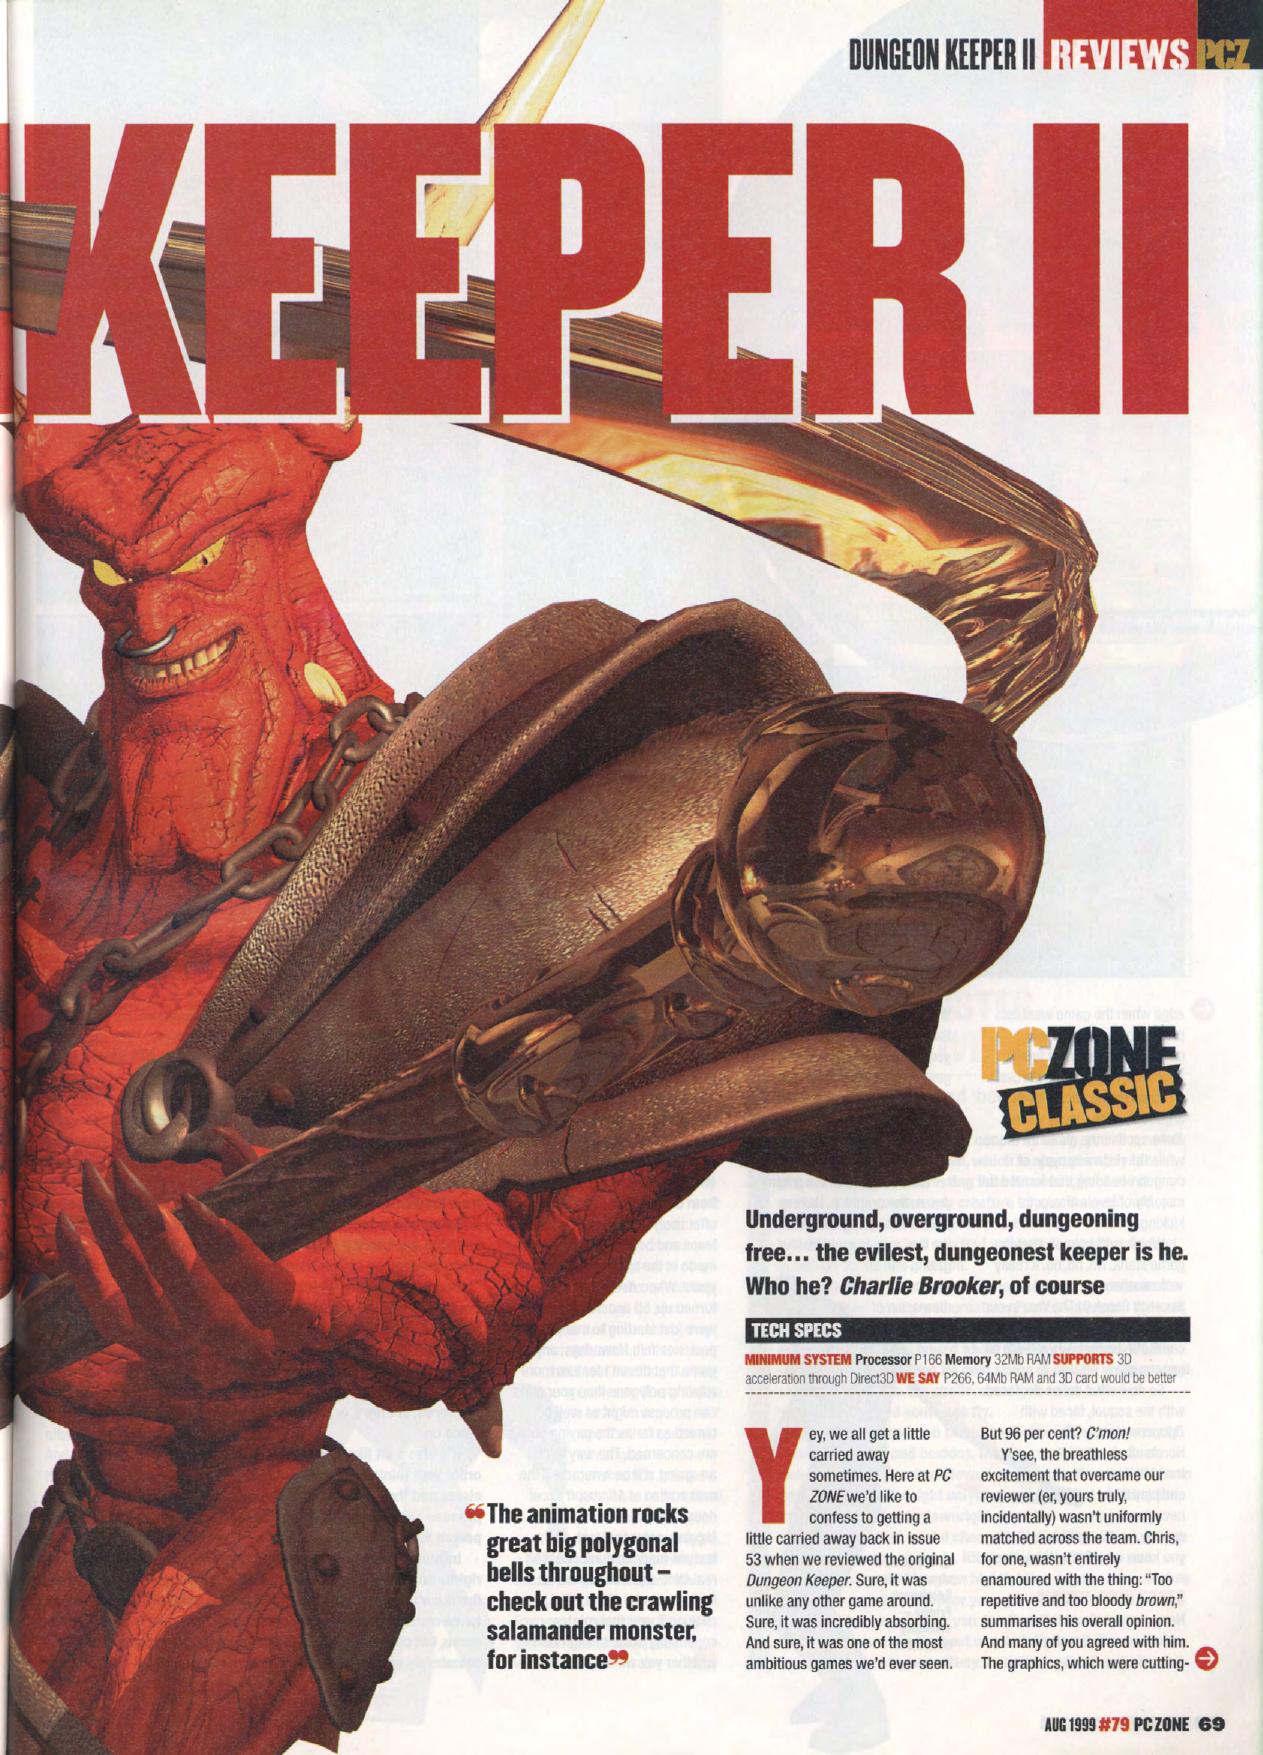 DUNGEON KEEPER II REVIEWS PCZ
KEEPER II
PCZONE
CLASSIC
Underground, overground, dungeoning
free... the evilest, dungeonest keeper is he.
Who he? Charlie Brooker, of course
TECH SPECS
MINIMUM SYSTEM Processor P166 Memory 32Mb RAM SUPPORTS 3D
acceleration through Direct3D WE SAY P266, 64Mb RAM and 3D card would be better
Yey, we all get a little
carried away
sometimes. Here at PC
ZONE we'd like to
confess to getting a
little carried away back in issue
53 when we reviewed the original
Dungeon Keeper. Sure, it was
unlike any other game around.
Sure, it was incredibly absorbing.
And sure, it was one of the most
ambitious games we'd ever seen.
But 96 per cent? C'mon!
Y'see, the breathless
excitement that overcame our
reviewer (er, yours truly,
incidentally) wasn't uniformly
matched across the team. Chris,
for one, wasn't entirely
enamoured with the thing: "Too
repetitive and too bloody brown,"
summarises his overall opinion.
And many of you agreed with him.
The graphics, which were cutting-
“The animation rocks
great big polygonal
bells throughout –
check out the crawling
salamander monster,
for instance”
AUG 1999 #79 PC ZONE 69